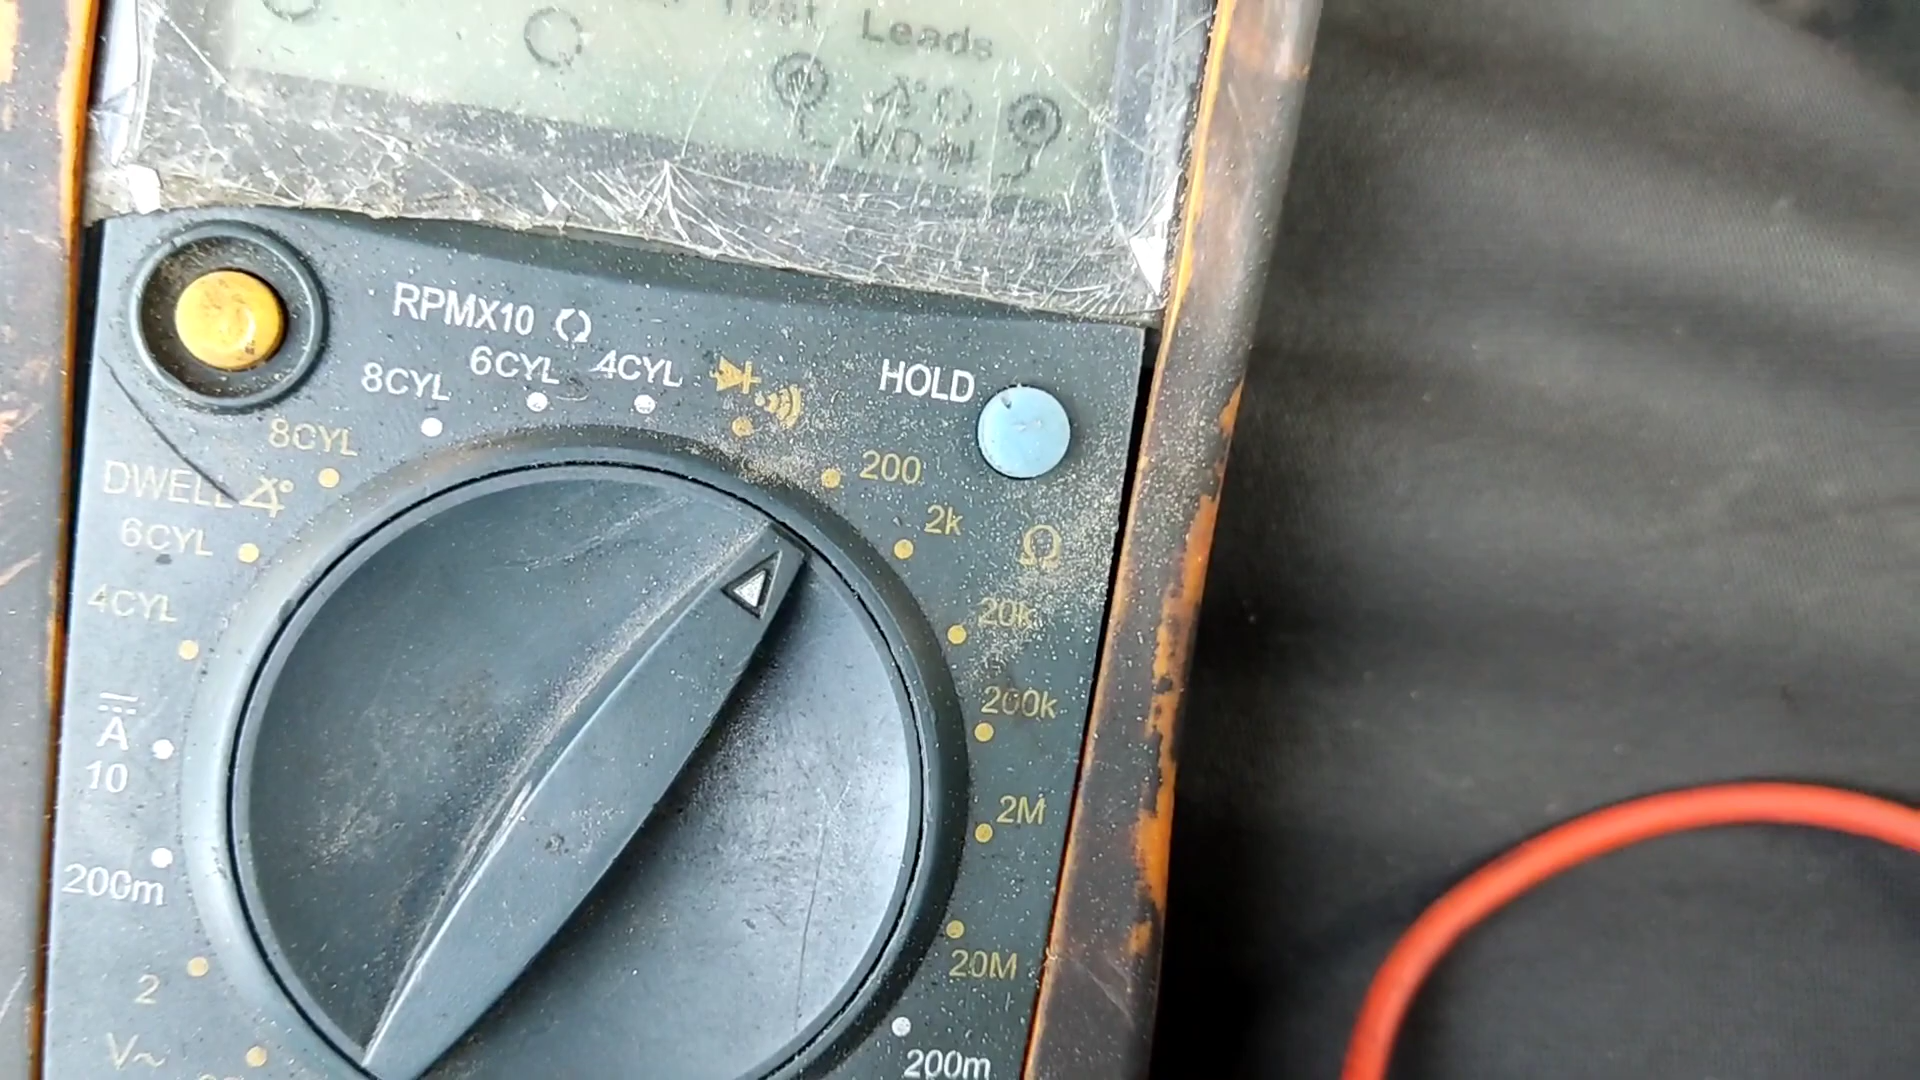 Test Leads
VΩ
RPMX10
8CYL 6CYL 4CYL
HOLD
8CYL
DWELL
6CYL
4CYL
A
10
200m
2
V~
200
2k
Ω
20k
200k
2M
20M
200m